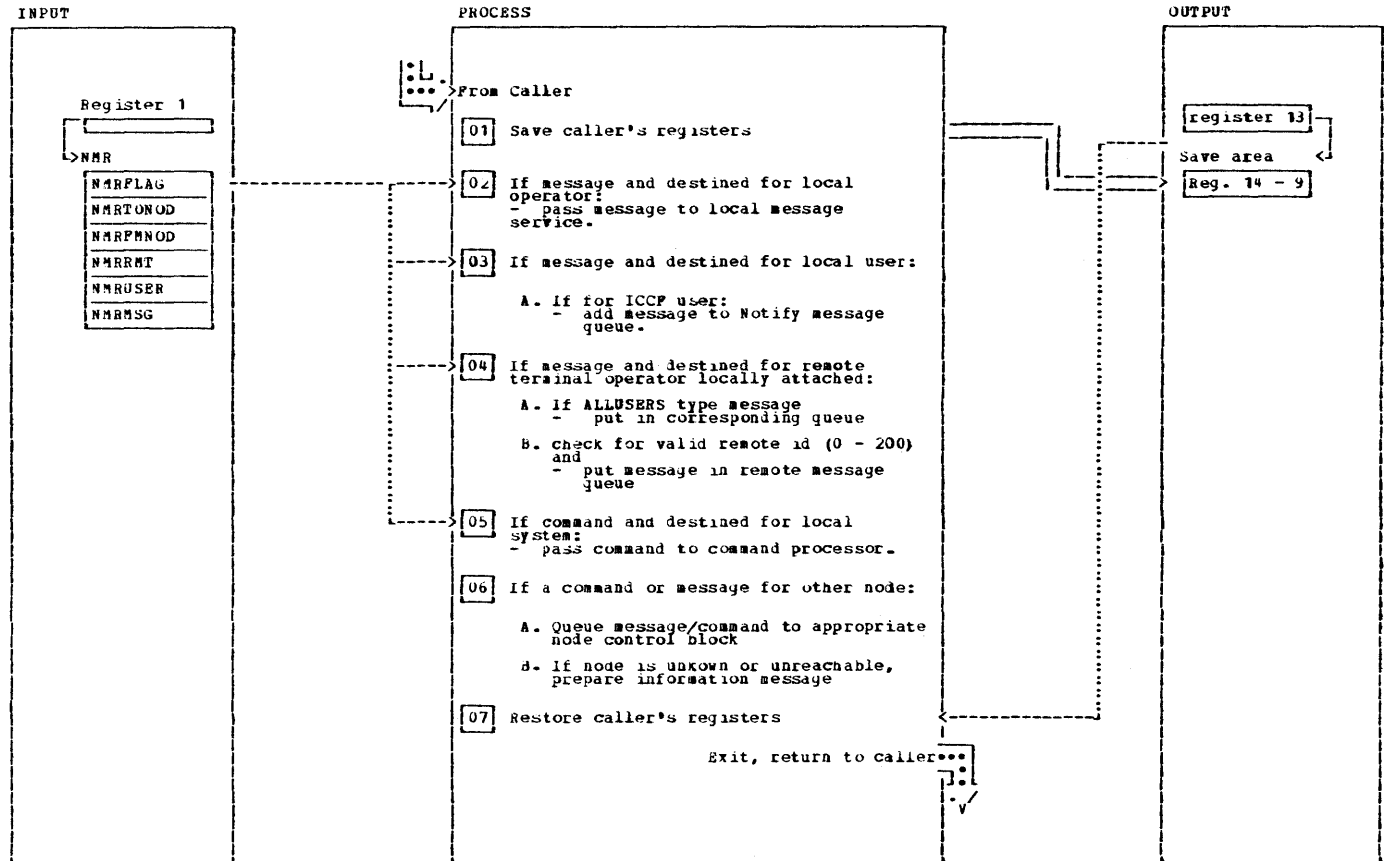 INPUT
PROCESS
OUTPUT
From Caller
Register 1
NMR
NMRFLAG
NMRTONOD
NMRFMNOD
NMRRMT
NMRUSER
NMRMSG
01 Save caller's registers
02 If message and destined for local
operator:
- pass message to local message
service.
03 If message and destined for local user:
A. If for ICCF user:
- add message to Notify message
queue.
04 If message and destined for remote
terminal operator locally attached:
A. If ALLUSERS type message
- put in corresponding queue
B. check for valid remote id (0 - 200)
and
- put message in remote message
queue
05 If command and destined for local
system:
- pass command to command processor.
06 If a command or message for other node:
A. Queue message/command to appropriate
node control block
B. If node is unkown or unreachable,
prepare information message
07 Restore caller's registers
Exit, return to caller
register 13
Save area
Reg. 14 - 9